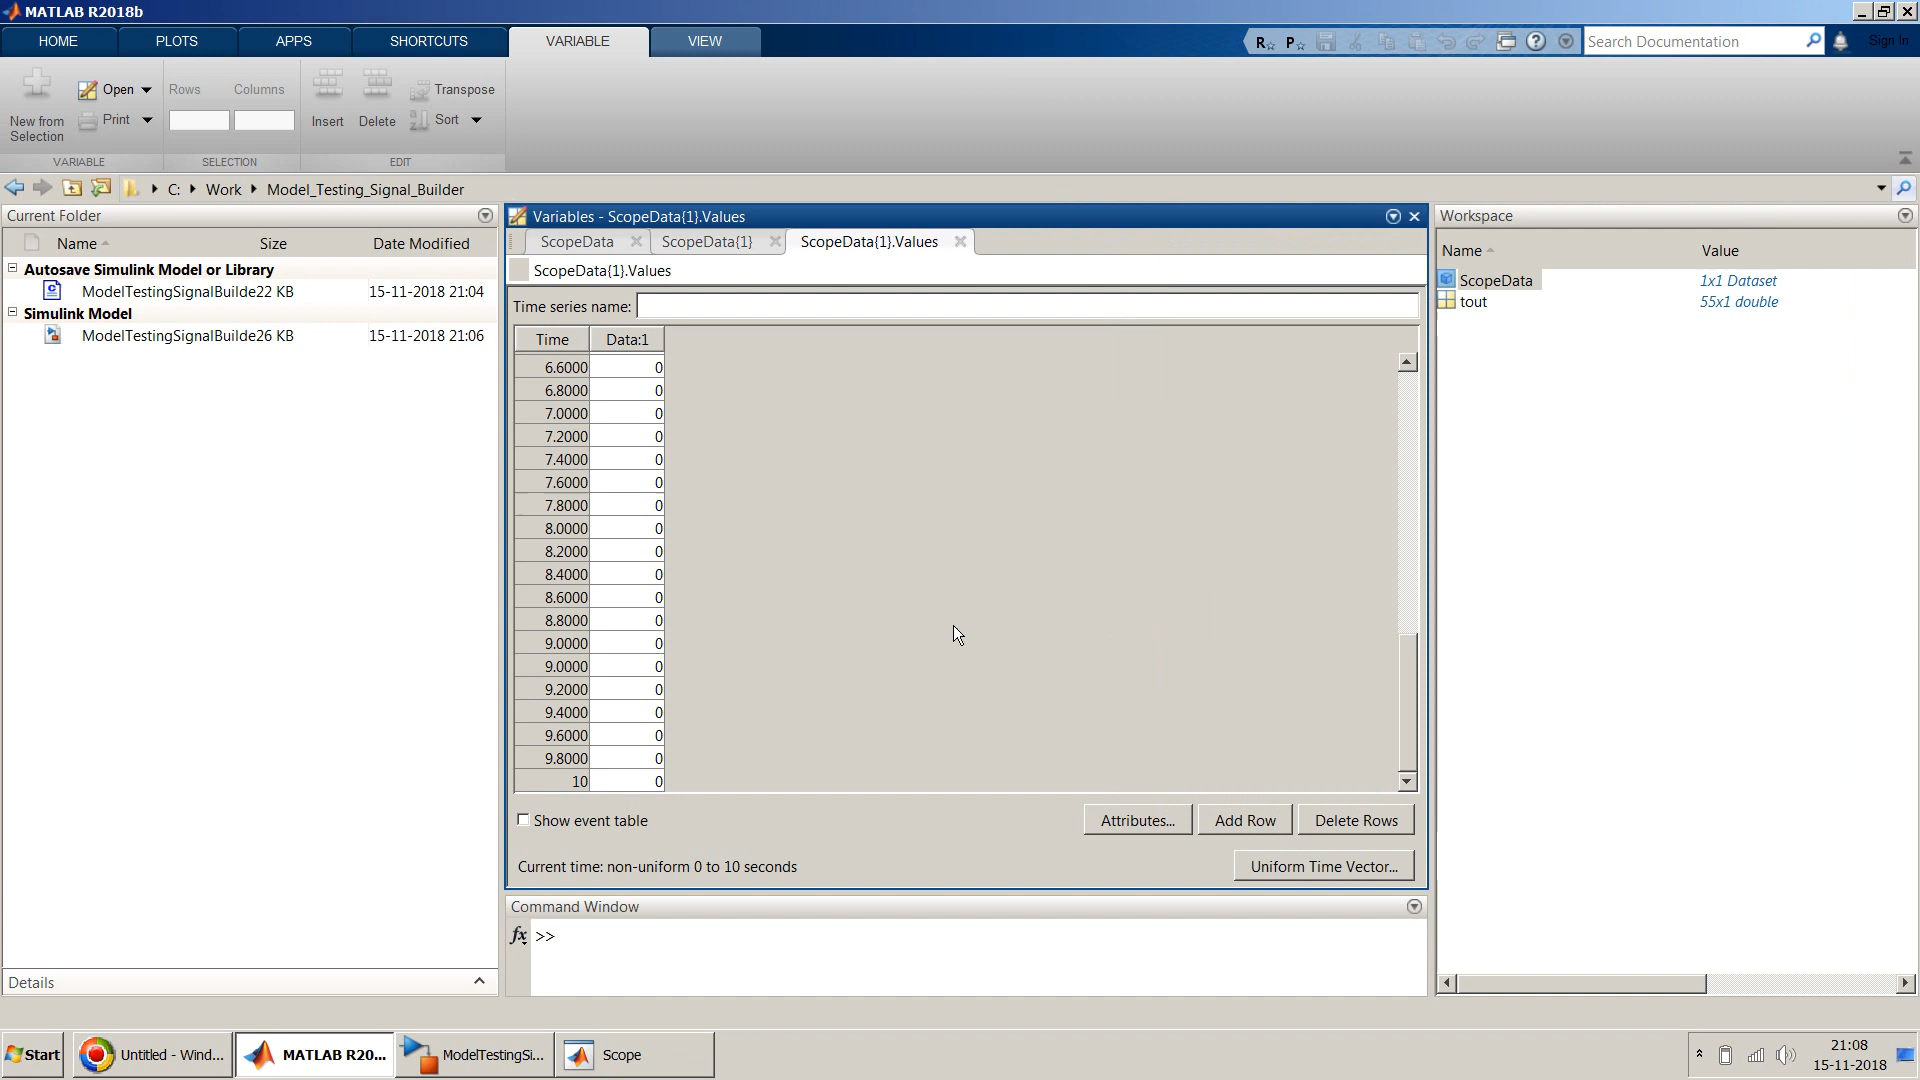 MATLAB R2018b
HOME PLOTS APPS SHORTCUTS VARIABLE VIEW
Search Documentation Sign In
New from Selection
Open
Print
Rows Columns
Insert Delete
Transpose
Sort
VARIABLE SELECTION EDIT
C: Work Model_Testing_Signal_Builder
Current Folder
Name Size Date Modified
Autosave Simulink Model or Library
ModelTestingSignalBuilde22 KB 15-11-2018 21:04
Simulink Model
ModelTestingSignalBuilde26 KB 15-11-2018 21:06
Details
Variables - ScopeData{1}.Values
ScopeData ScopeData{1} ScopeData{1}.Values
ScopeData{1}.Values
Time series name:
Time Data:1
6.6000 0
6.8000 0
7.0000 0
7.2000 0
7.4000 0
7.6000 0
7.8000 0
8.0000 0
8.2000 0
8.4000 0
8.6000 0
8.8000 0
9.0000 0
9.0000 0
9.2000 0
9.4000 0
9.6000 0
9.8000 0
10 0
Show event table Attributes... Add Row Delete Rows
Current time: non-uniform 0 to 10 seconds Uniform Time Vector...
Command Window
fx >>
Workspace
Name Value
ScopeData 1x1 Dataset
tout 55x1 double
Start Untitled - Wind... MATLAB R20... ModelTestingSi... Scope
21:08
15-11-2018